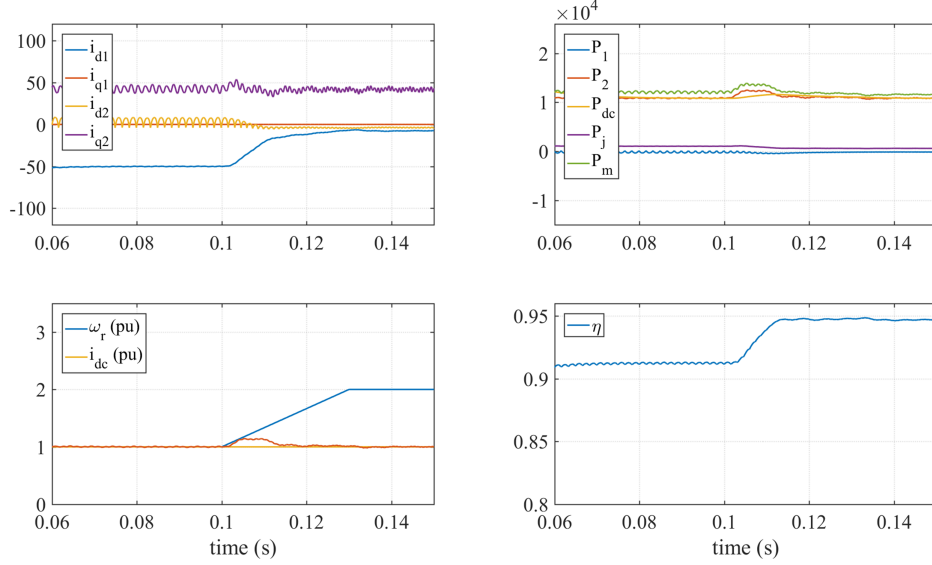 100
50
0
-50
-100
i_d1
i_q1
i_d2
i_q2
0.06 0.08 0.1 0.12 0.14
×10^4
2
1
0
-1
P_1
P_2
P_dc
P_j
P_m
0.06 0.08 0.1 0.12 0.14
3
2
1
0
ω_r (pu)
i_dc (pu)
0.06 0.08 0.1 0.12 0.14
time (s)
0.95
0.9
0.85
0.8
η
0.06 0.08 0.1 0.12 0.14
time (s)